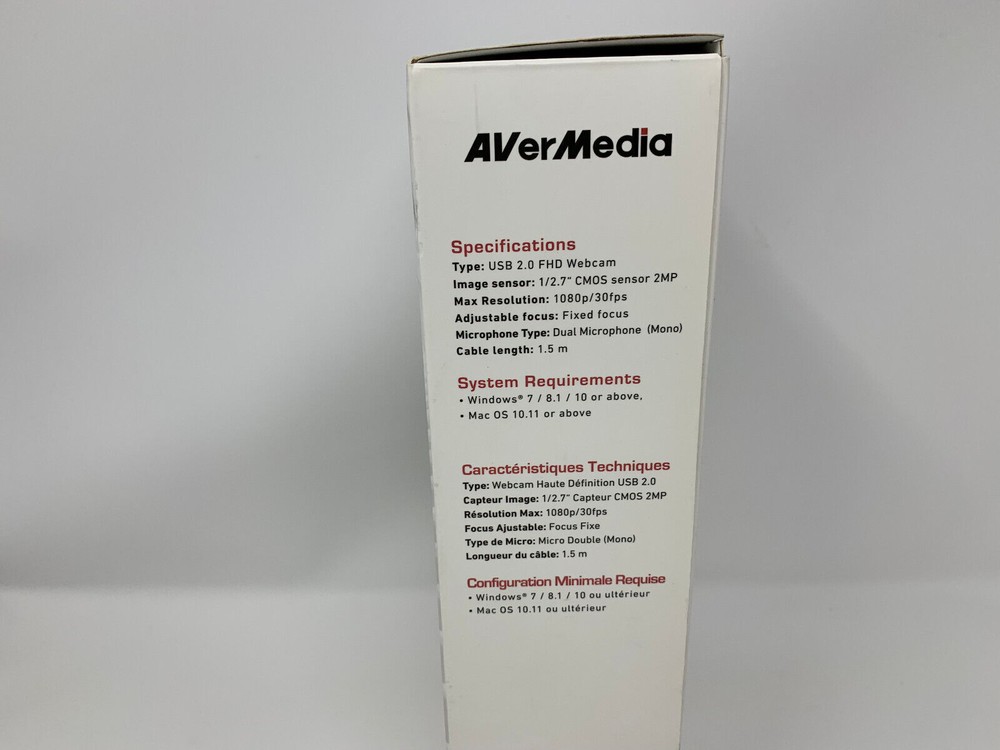 AVerMedia
Specifications
Type: USB 2.0 FHD Webcam
Image sensor: 1/2.7" CMOS sensor 2MP
Max Resolution: 1080p/30fps
Adjustable focus: Fixed focus
Microphone Type: Dual Microphone (Mono)
Cable length: 1.5 m
System Requirements
• Windows® 7 / 8.1 / 10 or above,
• Mac OS 10.11 or above
Caractéristiques Techniques
Type: Webcam Haute Définition USB 2.0
Capteur Image: 1/2.7" Capteur CMOS 2MP
Résolution Max: 1080p/30fps
Focus Ajustable: Focus Fixe
Type de Micro: Micro Double (Mono)
Longueur du câble: 1.5 m
Configuration Minimale Requise
• Windows® 7 / 8.1 / 10 ou ultérieur
• Mac OS 10.11 ou ultérieur